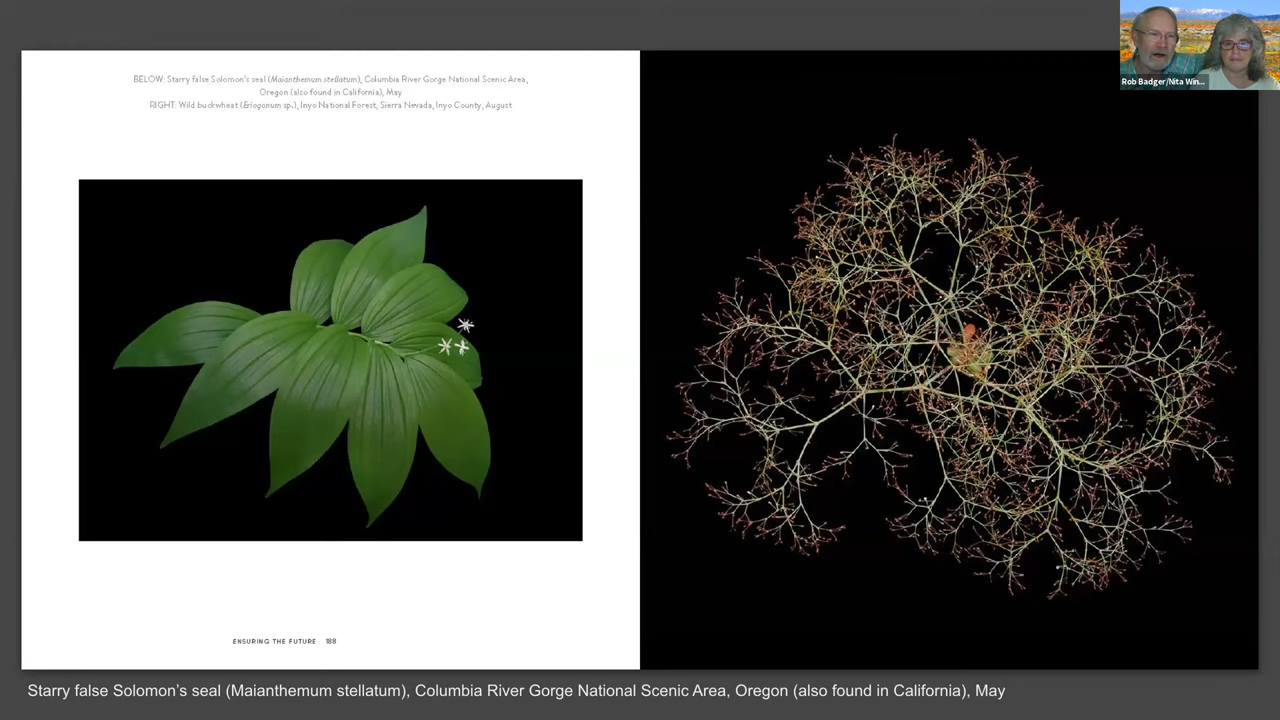 Rob Badger/Nita Win...
BELOW: Starry false Solomon's seal (Maianthemum stellatum), Columbia River Gorge National Scenic Area,
Oregon (also found in California), May
RIGHT: Wild buckwheat (Eriogonum sp.), Inyo National Forest, Sierra Nevada, Inyo County, August
ENSURING THE FUTURE 188
Starry false Solomon’s seal (Maianthemum stellatum), Columbia River Gorge National Scenic Area, Oregon (also found in California), May